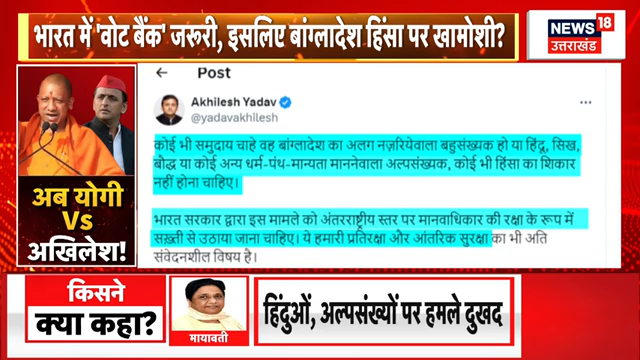 भारत में 'वोट बैंक' जरूरी, इसलिए बांग्लादेश हिंसा पर खामोशी?
NEWS 18
उत्तराखंड
Post
Akhilesh Yadav
@yadavakhilesh
कोई भी समुदाय चाहे वह बांग्लादेश का अलग नज़रियेवाला बहुसंख्यक हो या हिंदू, सिख,
बौद्ध या कोई अन्य धर्म-पंथ-मान्यता माननेवाला अल्पसंख्यक, कोई भी हिंसा का शिकार
नहीं होना चाहिए।
भारत सरकार द्वारा इस मामले को अंतरराष्ट्रीय स्तर पर मानवाधिकार की रक्षा के रूप में
सख़्ती से उठाया जाना चाहिए। ये हमारी प्रतिरक्षा और आंतरिक सुरक्षा का भी अति
संवेदनशील विषय है।
अब योगी
Vs
अखिलेश!
किसने
क्या कहा?
मायावती
हिंदुओं, अल्पसंख्यों पर हमले दुखद